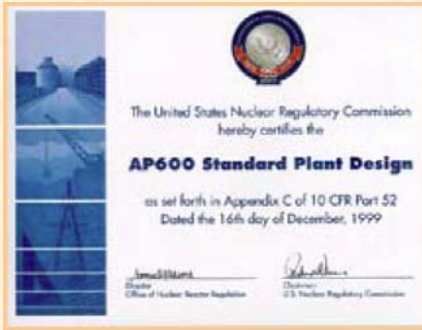 The United States Nuclear Regulatory Commission
hereby certifies the
AP600 Standard Plant Design
as set forth in Appendix C of 10 CFR Part 52
Dated the 16th day of December, 1999
Director
Office of Nuclear Reactor Regulation
Chairman
U.S. Nuclear Regulatory Commission